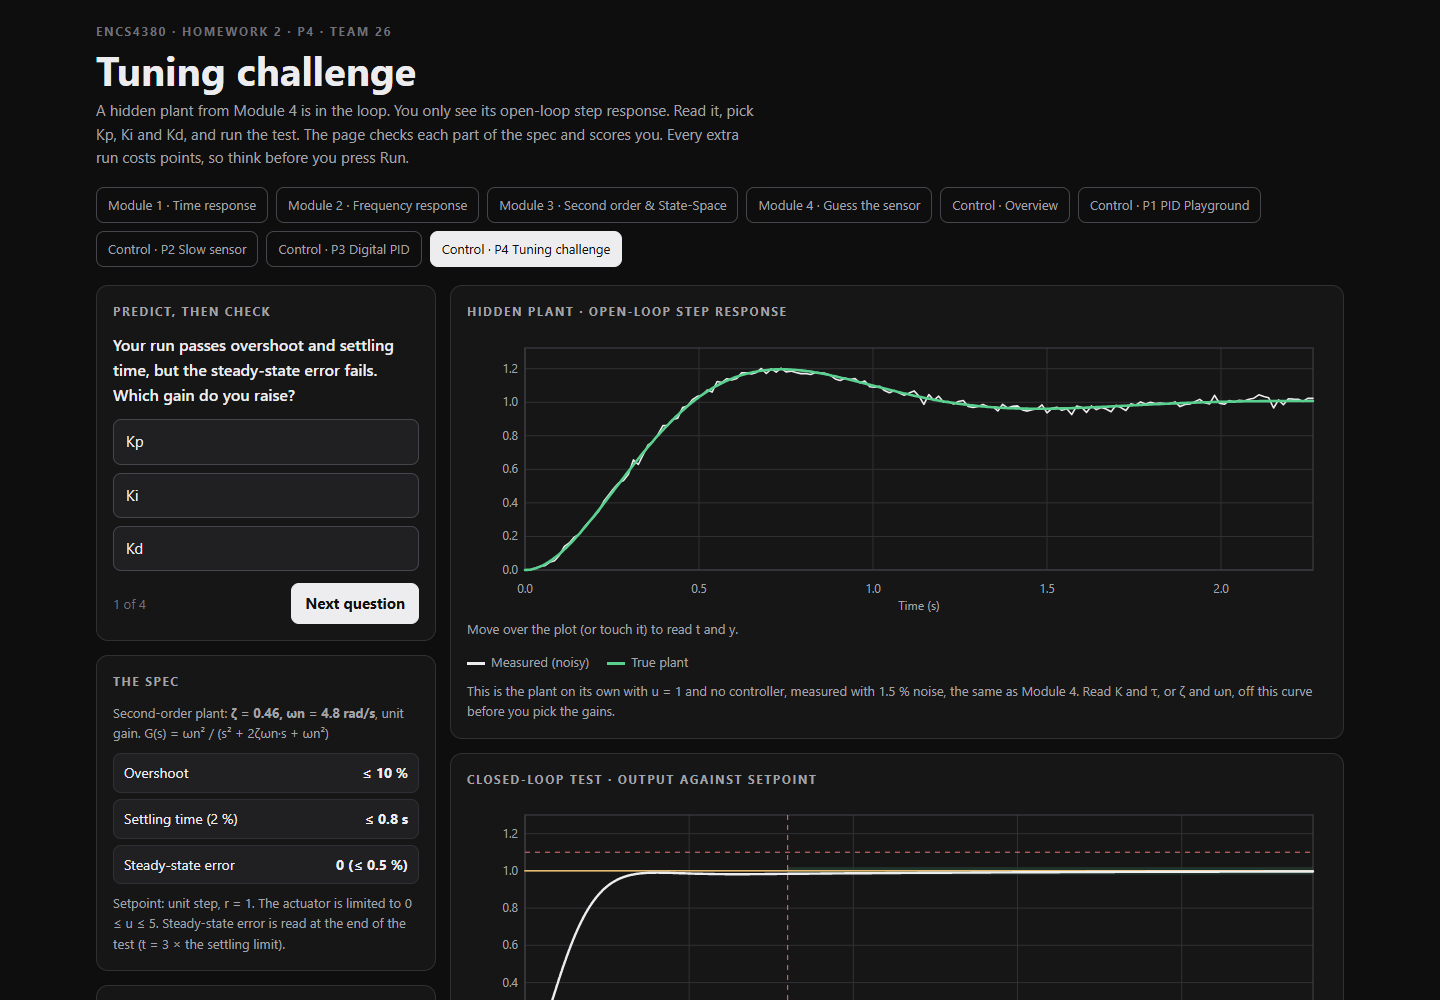 ENCS4380 · HOMEWORK 2 · P4 · TEAM 26
Tuning challenge
A hidden plant from Module 4 is in the loop. You only see its open-loop step response. Read it, pick
Kp, Ki and Kd, and run the test. The page checks each part of the spec and scores you. Every extra
run costs points, so think before you press Run.
Module 1 · Time response
Module 2 · Frequency response
Module 3 · Second order & State-Space
Module 4 · Guess the sensor
Control · Overview
Control · P1 PID Playground
Control · P2 Slow sensor
Control · P3 Digital PID
Control · P4 Tuning challenge
PREDICT, THEN CHECK
Your run passes overshoot and settling
time, but the steady-state error fails.
Which gain do you raise?
Kp
Ki
Kd
1 of 4
Next question
THE SPEC
Second-order plant: ζ = 0.46, ωn = 4.8 rad/s, unit
gain. G(s) = ωn² / (s² + 2ζωn·s + ωn²)
Overshoot ≤ 10 %
Settling time (2 %) ≤ 0.8 s
Steady-state error 0 (≤ 0.5 %)
Setpoint: unit step, r = 1. The actuator is limited to 0
≤ u ≤ 5. Steady-state error is read at the end of the
test (t = 3 × the settling limit).
HIDDEN PLANT · OPEN-LOOP STEP RESPONSE
1.2
1.0
0.8
0.6
0.4
0.2
0.0
0.0 0.5 1.0 1.5 2.0
Time (s)
Move over the plot (or touch it) to read t and y.
Measured (noisy)
True plant
This is the plant on its own with u = 1 and no controller, measured with 1.5 % noise, the same as Module 4. Read K and τ, or ζ and ωn, off this curve
before you pick the gains.
CLOSED-LOOP TEST · OUTPUT AGAINST SETPOINT
1.2
1.0
0.8
0.6
0.4